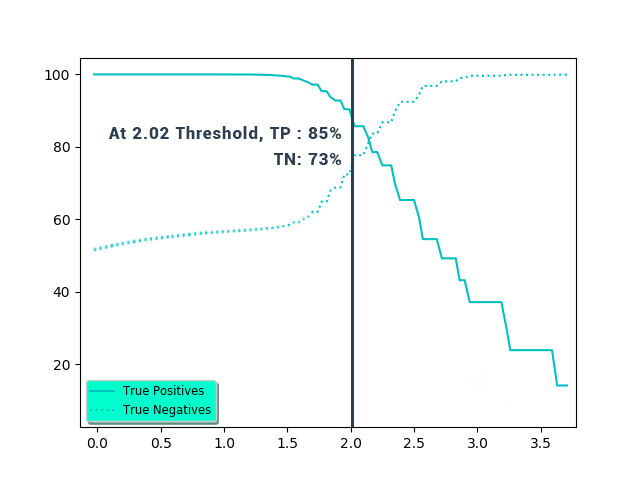 100
80
60
40
20
At 2.02 Threshold, TP : 85%
TN: 73%
True Positives
True Negatives
0.0 0.5 1.0 1.5 2.0 2.5 3.0 3.5